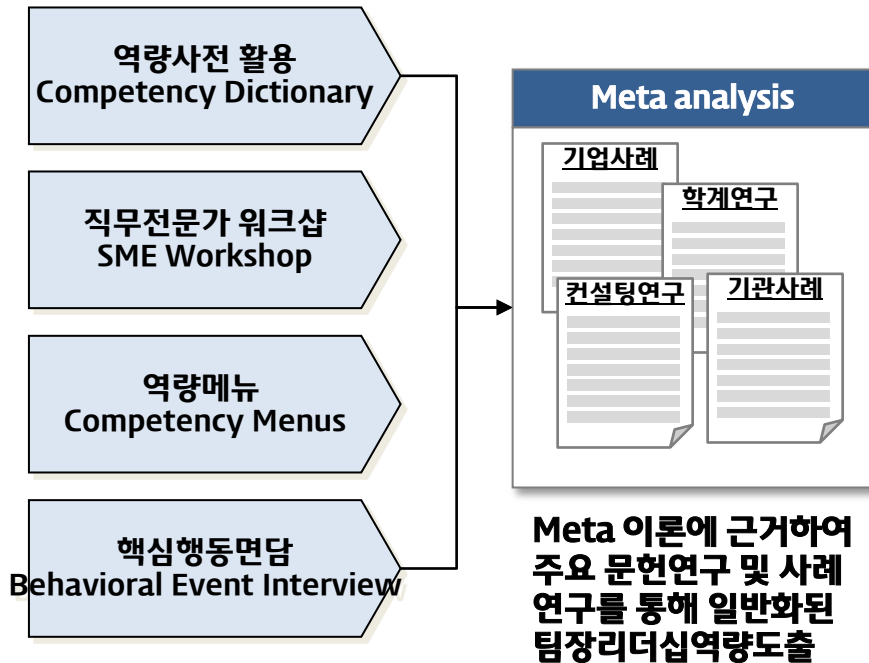 역량사전 활용
Competency Dictionary
직무전문가 워크샵
SME Workshop
역량메뉴
Competency Menus
핵심행동면담
Behavioral Event Interview
Meta analysis
기업사례
학계연구
컨설팅연구
기관사례
Meta 이론에 근거하여
주요 문헌연구 및 사례
연구를 통해 일반화된
팀장리더십역량도출